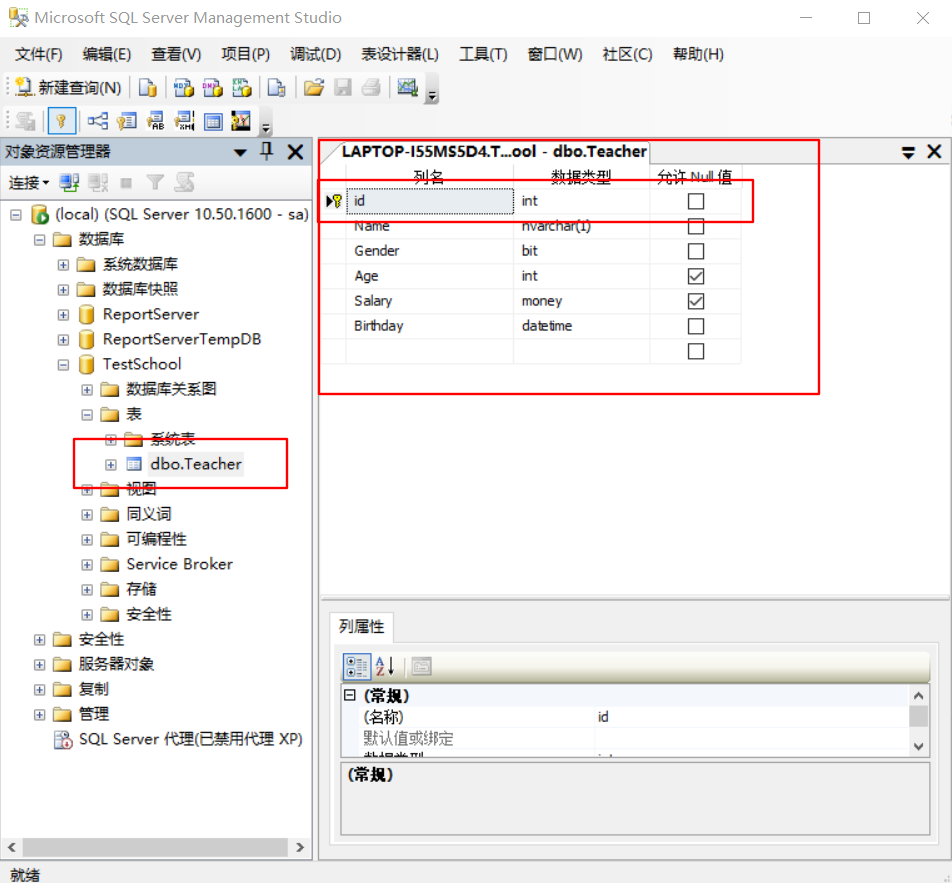 Microsoft SQL Server Management Studio
文件(F) 编辑(E) 查看(V) 项目(P) 调试(D) 表设计器(L) 工具(T) 窗口(W) 社区(C) 帮助(H)
新建查询(N)
对象资源管理器
连接
(local) (SQL Server 10.50.1600 - sa)
数据库
系统数据库
数据库快照
ReportServer
ReportServerTempDB
TestSchool
数据库关系图
表
系统表
dbo.Teacher
视图
同义词
可编程性
Service Broker
存储
安全性
安全性
服务器对象
复制
管理
SQL Server 代理(已禁用代理 XP)
LAPTOP-I55MS5D4.T...ool - dbo.Teacher
列名 数据类型 允许 Null 值
id int
Name nvarchar(1)
Gender bit
Age int
Salary money
Birthday datetime
列属性
(常规)
(名称) id
默认值或绑定
数据类型 int
(常规)
就绪